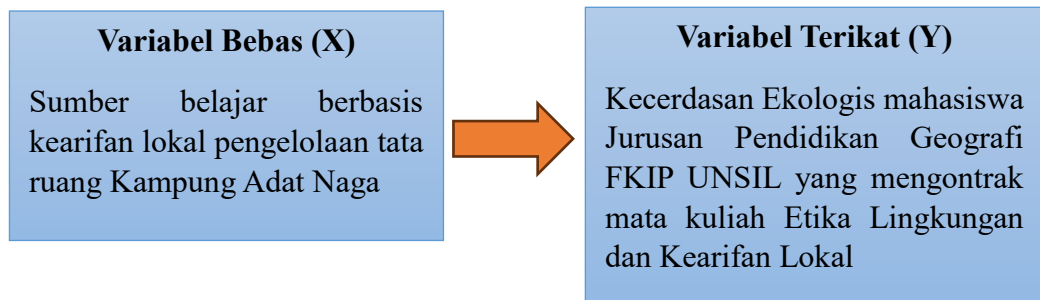 Variabel Bebas (X)
Sumber belajar berbasis
kearifan lokal pengelolaan tata
ruang Kampung Adat Naga
Variabel Terikat (Y)
Kecerdasan Ekologis mahasiswa
Jurusan Pendidikan Geografi
FKIP UNSIL yang mengontrak
mata kuliah Etika Lingkungan
dan Kearifan Lokal